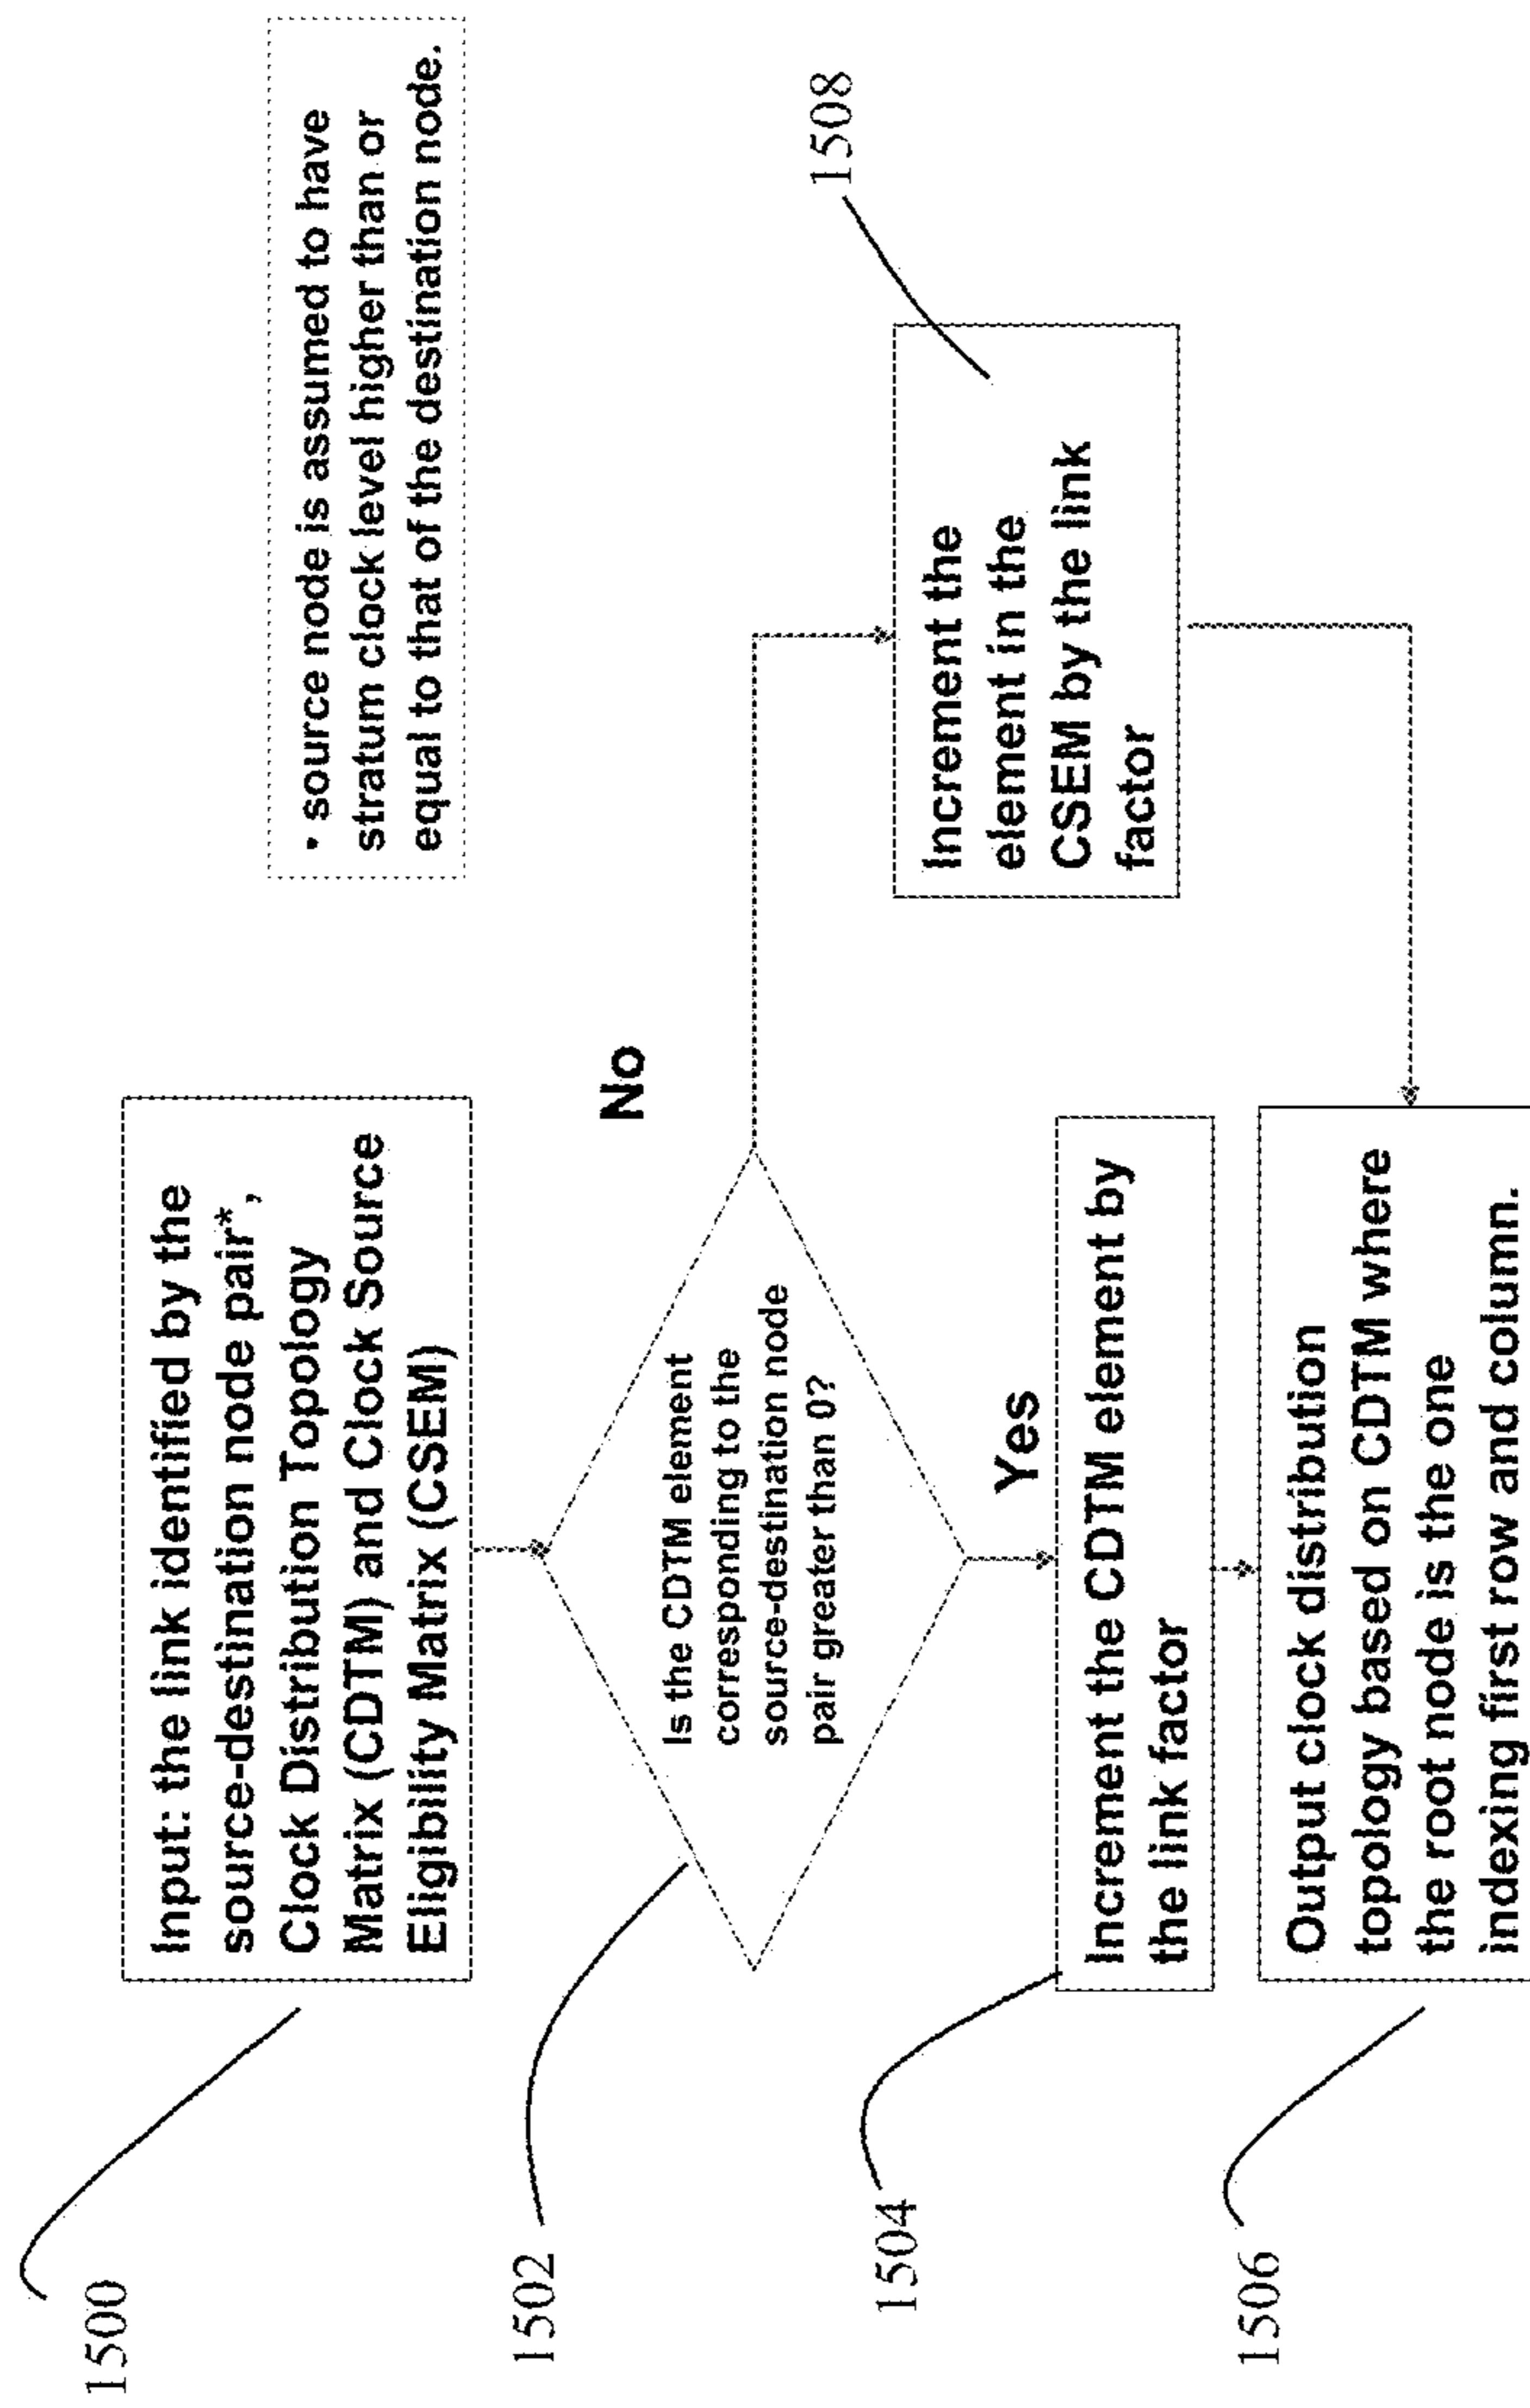 1500
Input: the link identified by the
source-destination node pair*,
Clock Distribution Topology
Matrix (CDTM) and Clock Source
Eligibility Matrix (CSEM)
• source node is assumed to have
stratum clock level higher than or
equal to that of the destination node.
1502
Is the CDTM element
corresponding to the
source-destination node
pair greater than 0?
No
1508
Increment the
element in the
CSEM by the link
factor
Yes
1504
Increment the CDTM element by
the link factor
1506
Output clock distribution
topology based on CDTM where
the root node is the one
indexing first row and column.